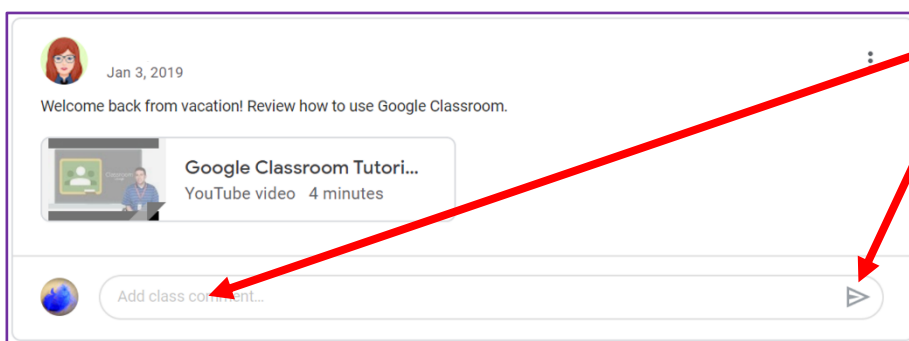 Jan 3, 2019
Welcome back from vacation! Review how to use Google Classroom.
Google Classroom Tutori...
YouTube video 4 minutes
Add class comment...